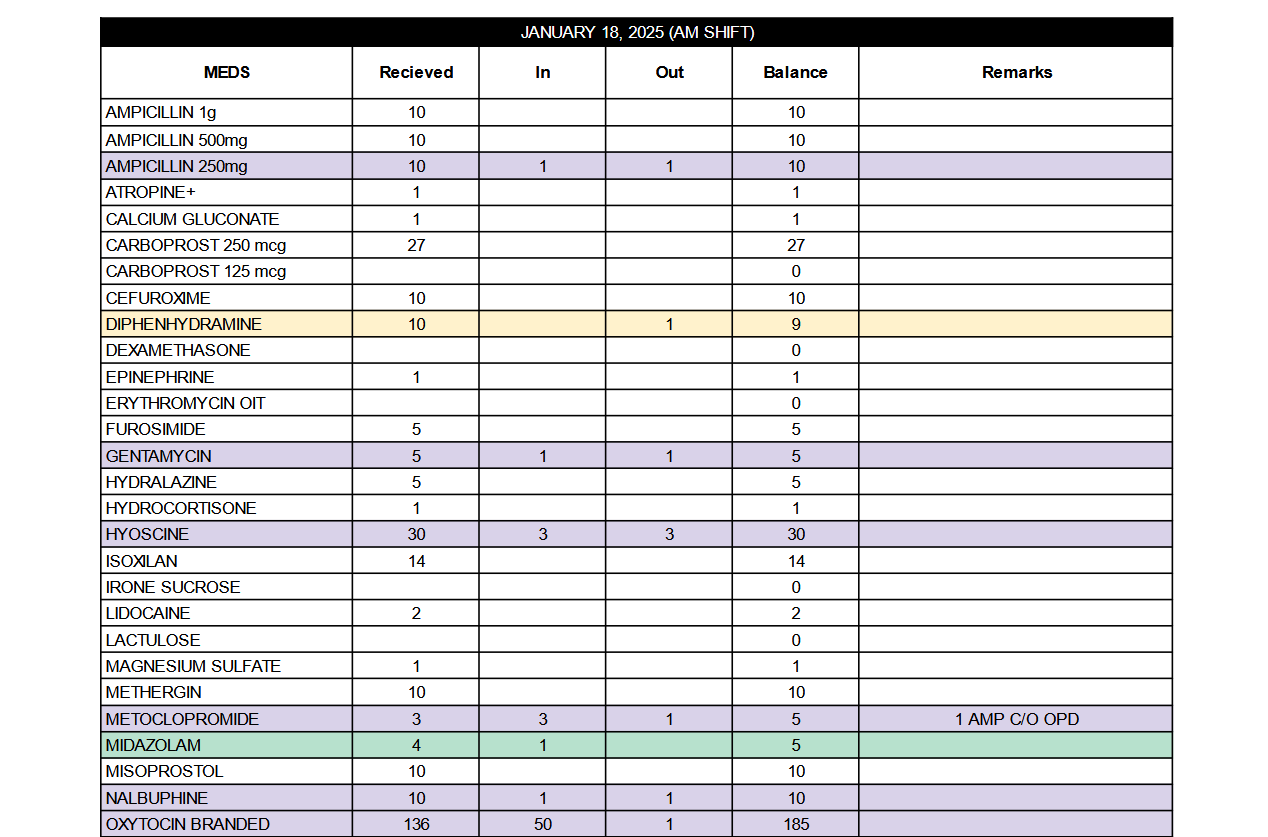 JANUARY 18, 2025 (AM SHIFT)
MEDS Recieved In Out Balance Remarks
AMPICILLIN 1g 10 10
AMPICILLIN 500mg 10 10
AMPICILLIN 250mg 10 1 1 10
ATROPINE+ 1 1
CALCIUM GLUCONATE 1 1
CARBOPROST 250 mcg 27 27
CARBOPROST 125 mcg 0
CEFUROXIME 10 10
DIPHENHYDRAMINE 10 1 9
DEXAMETHASONE 0
EPINEPHRINE 1 1
ERYTHROMYCIN OIT 0
FUROSIMIDE 5 5
GENTAMYCIN 5 1 1 5
HYDRALAZINE 5 5
HYDROCORTISONE 1 1
HYOSCINE 30 3 3 30
ISOXILAN 14 14
IRONE SUCROSE 0
LIDOCAINE 2 2
LACTULOSE 0
MAGNESIUM SULFATE 1 1
METHERGIN 10 10
METOCLOPROMIDE 3 3 1 5 1 AMP C/O OPD
MIDAZOLAM 4 1 5
MISOPROSTOL 10 10
NALBUPHINE 10 1 1 10
OXYTOCIN BRANDED 136 50 1 185